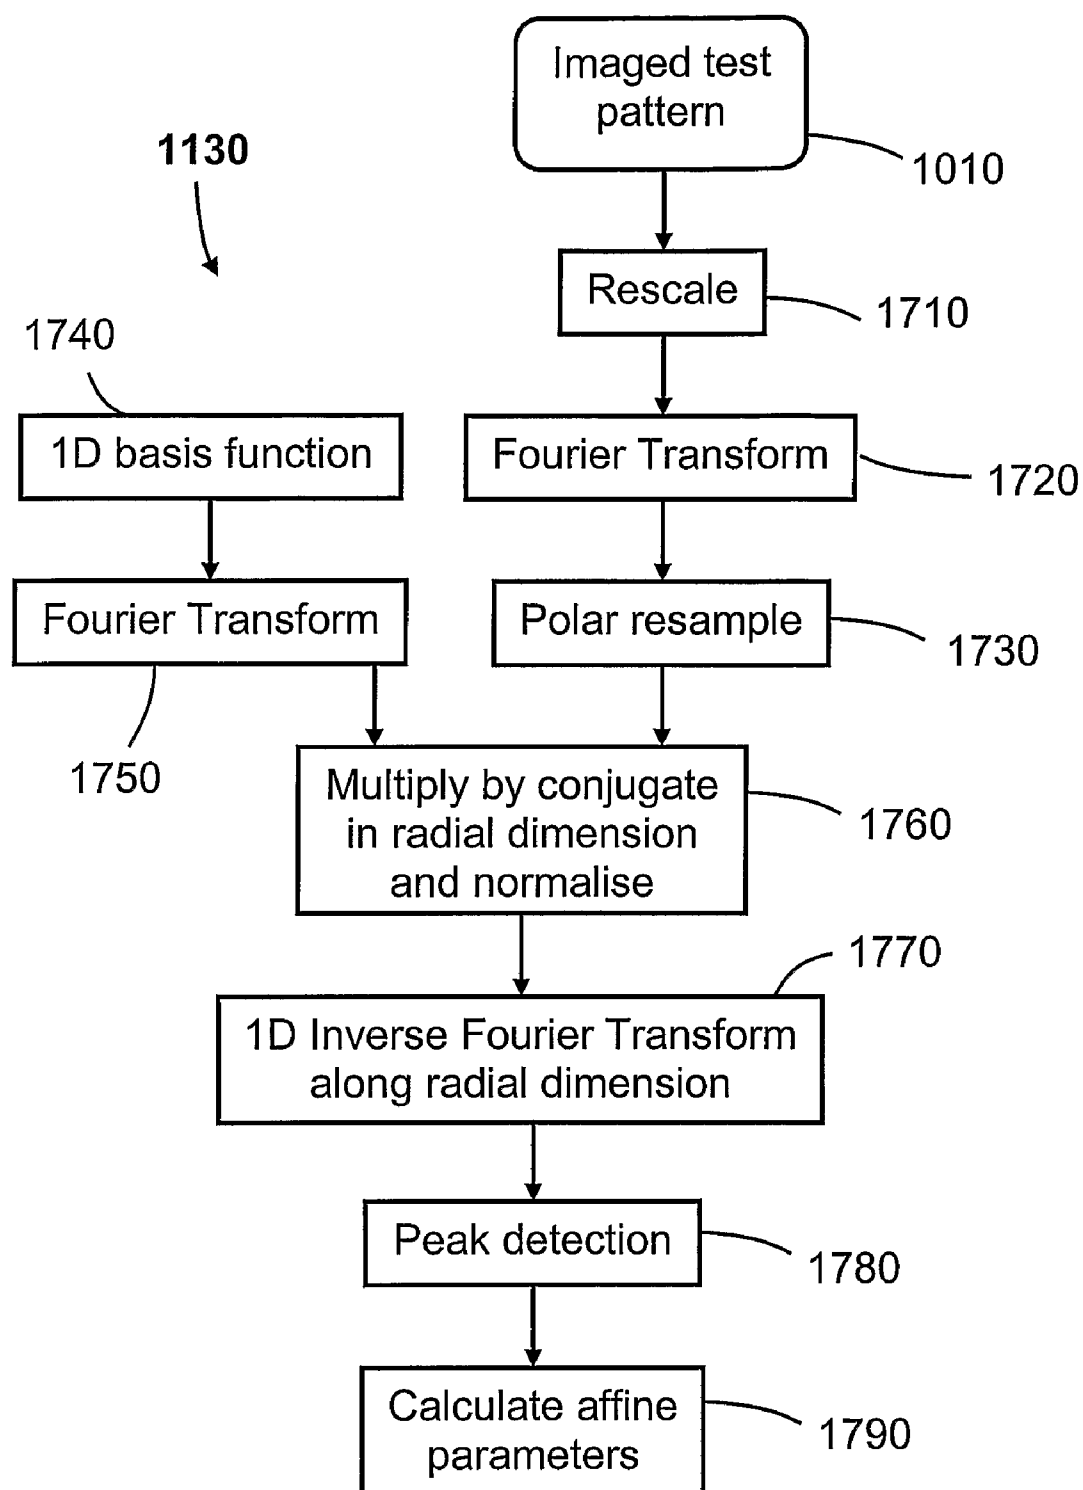 Imaged test
pattern
1130
1010
Rescale
1710
1740
1D basis function
Fourier Transform
1720
Fourier Transform
Polar resample
1730
1750
Multiply by conjugate
in radial dimension
and normalise
1760
1770
1D Inverse Fourier Transform
along radial dimension
Peak detection
1780
Calculate affine
parameters
1790